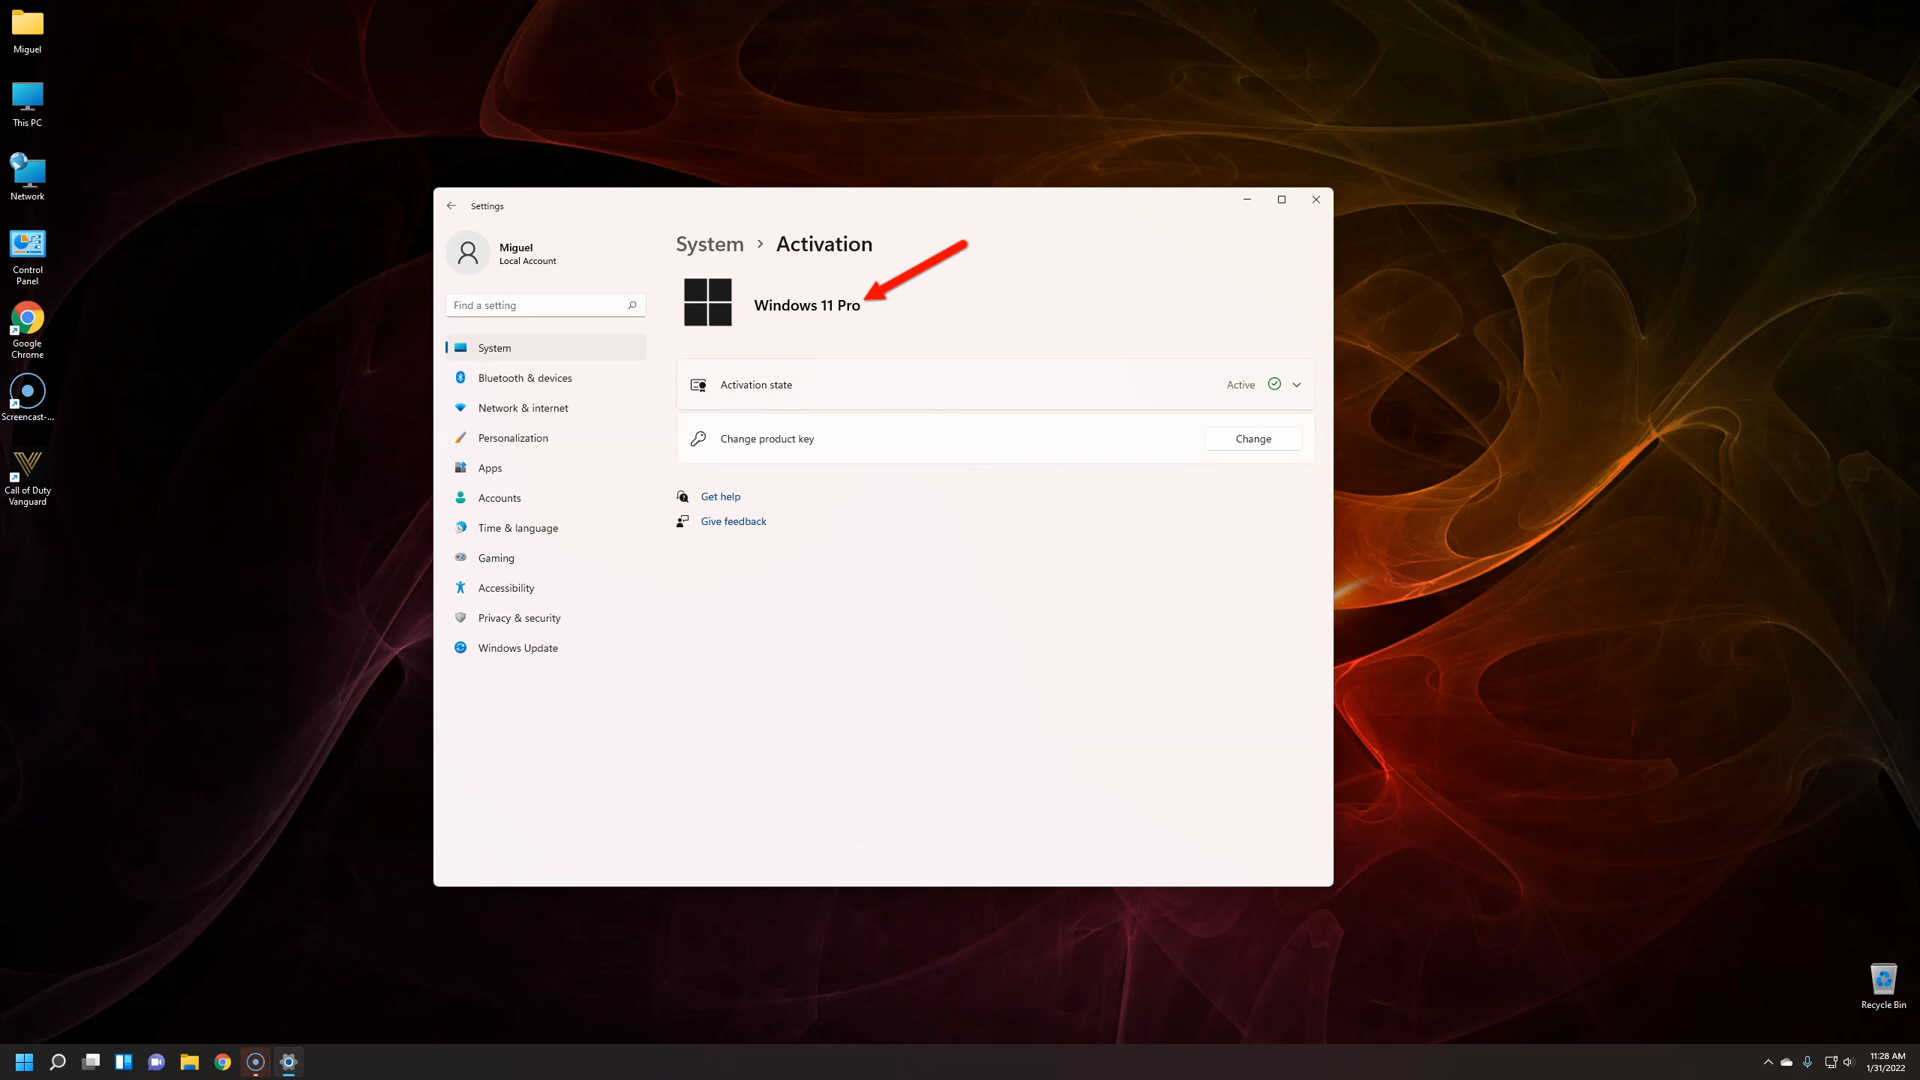 Miguel
This PC
Network
Control
Panel
Google
Chrome
Screencast-...
Call of Duty
Vanguard
Settings
Miguel
Local Account
Find a setting
System
Bluetooth & devices
Network & internet
Personalization
Apps
Accounts
Time & language
Gaming
Accessibility
Privacy & security
Windows Update
System > Activation
Windows 11 Pro
Activation state
Active
Change product key
Change
Get help
Give feedback
Recycle Bin
11:28 AM
1/31/2022